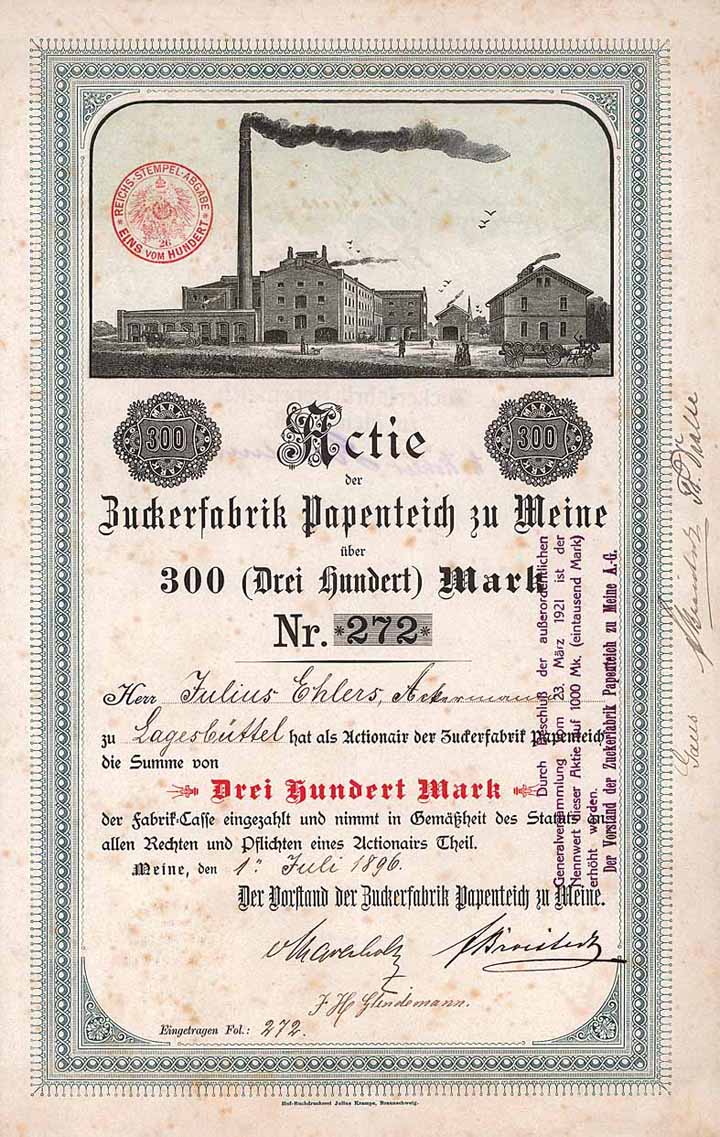 REICHS-STEMPEL-ABGABE
26
EINS VOM HUNDERT
300
300
Actie
der
Zuckerfabrik Papenteich zu Meine
über
300 (Drei Hundert) Mark
Nr. *272*
Herr Julius Ehlers, Ackermann
zu Lagesbüttel hat als Actionair der Zuckerfabrik Papenteich
die Summe von
Drei Hundert Mark
der Fabrik-Casse eingezahlt und nimmt in Gemäßheit des Statuts an
allen Rechten und Pflichten eines Actionairs Theil.
Meine, den 1. Juli 1896.
Der Vorstand der Zuckerfabrik Papenteich zu Meine.
F H Glindemann.
Eingetragen Fol.: 272.
Hof-Buchdruckerei Julius Krampe, Braunschweig.
Durch Beschluß der außerordentlichen
Generalversammlung vom 23. März 1921 ist der
Nennwert dieser Aktie auf 1000 Mk. (eintausend Mark)
erhöht worden.
Der Vorstand der Zuckerfabrik Papenteich zu Meine A.-G.